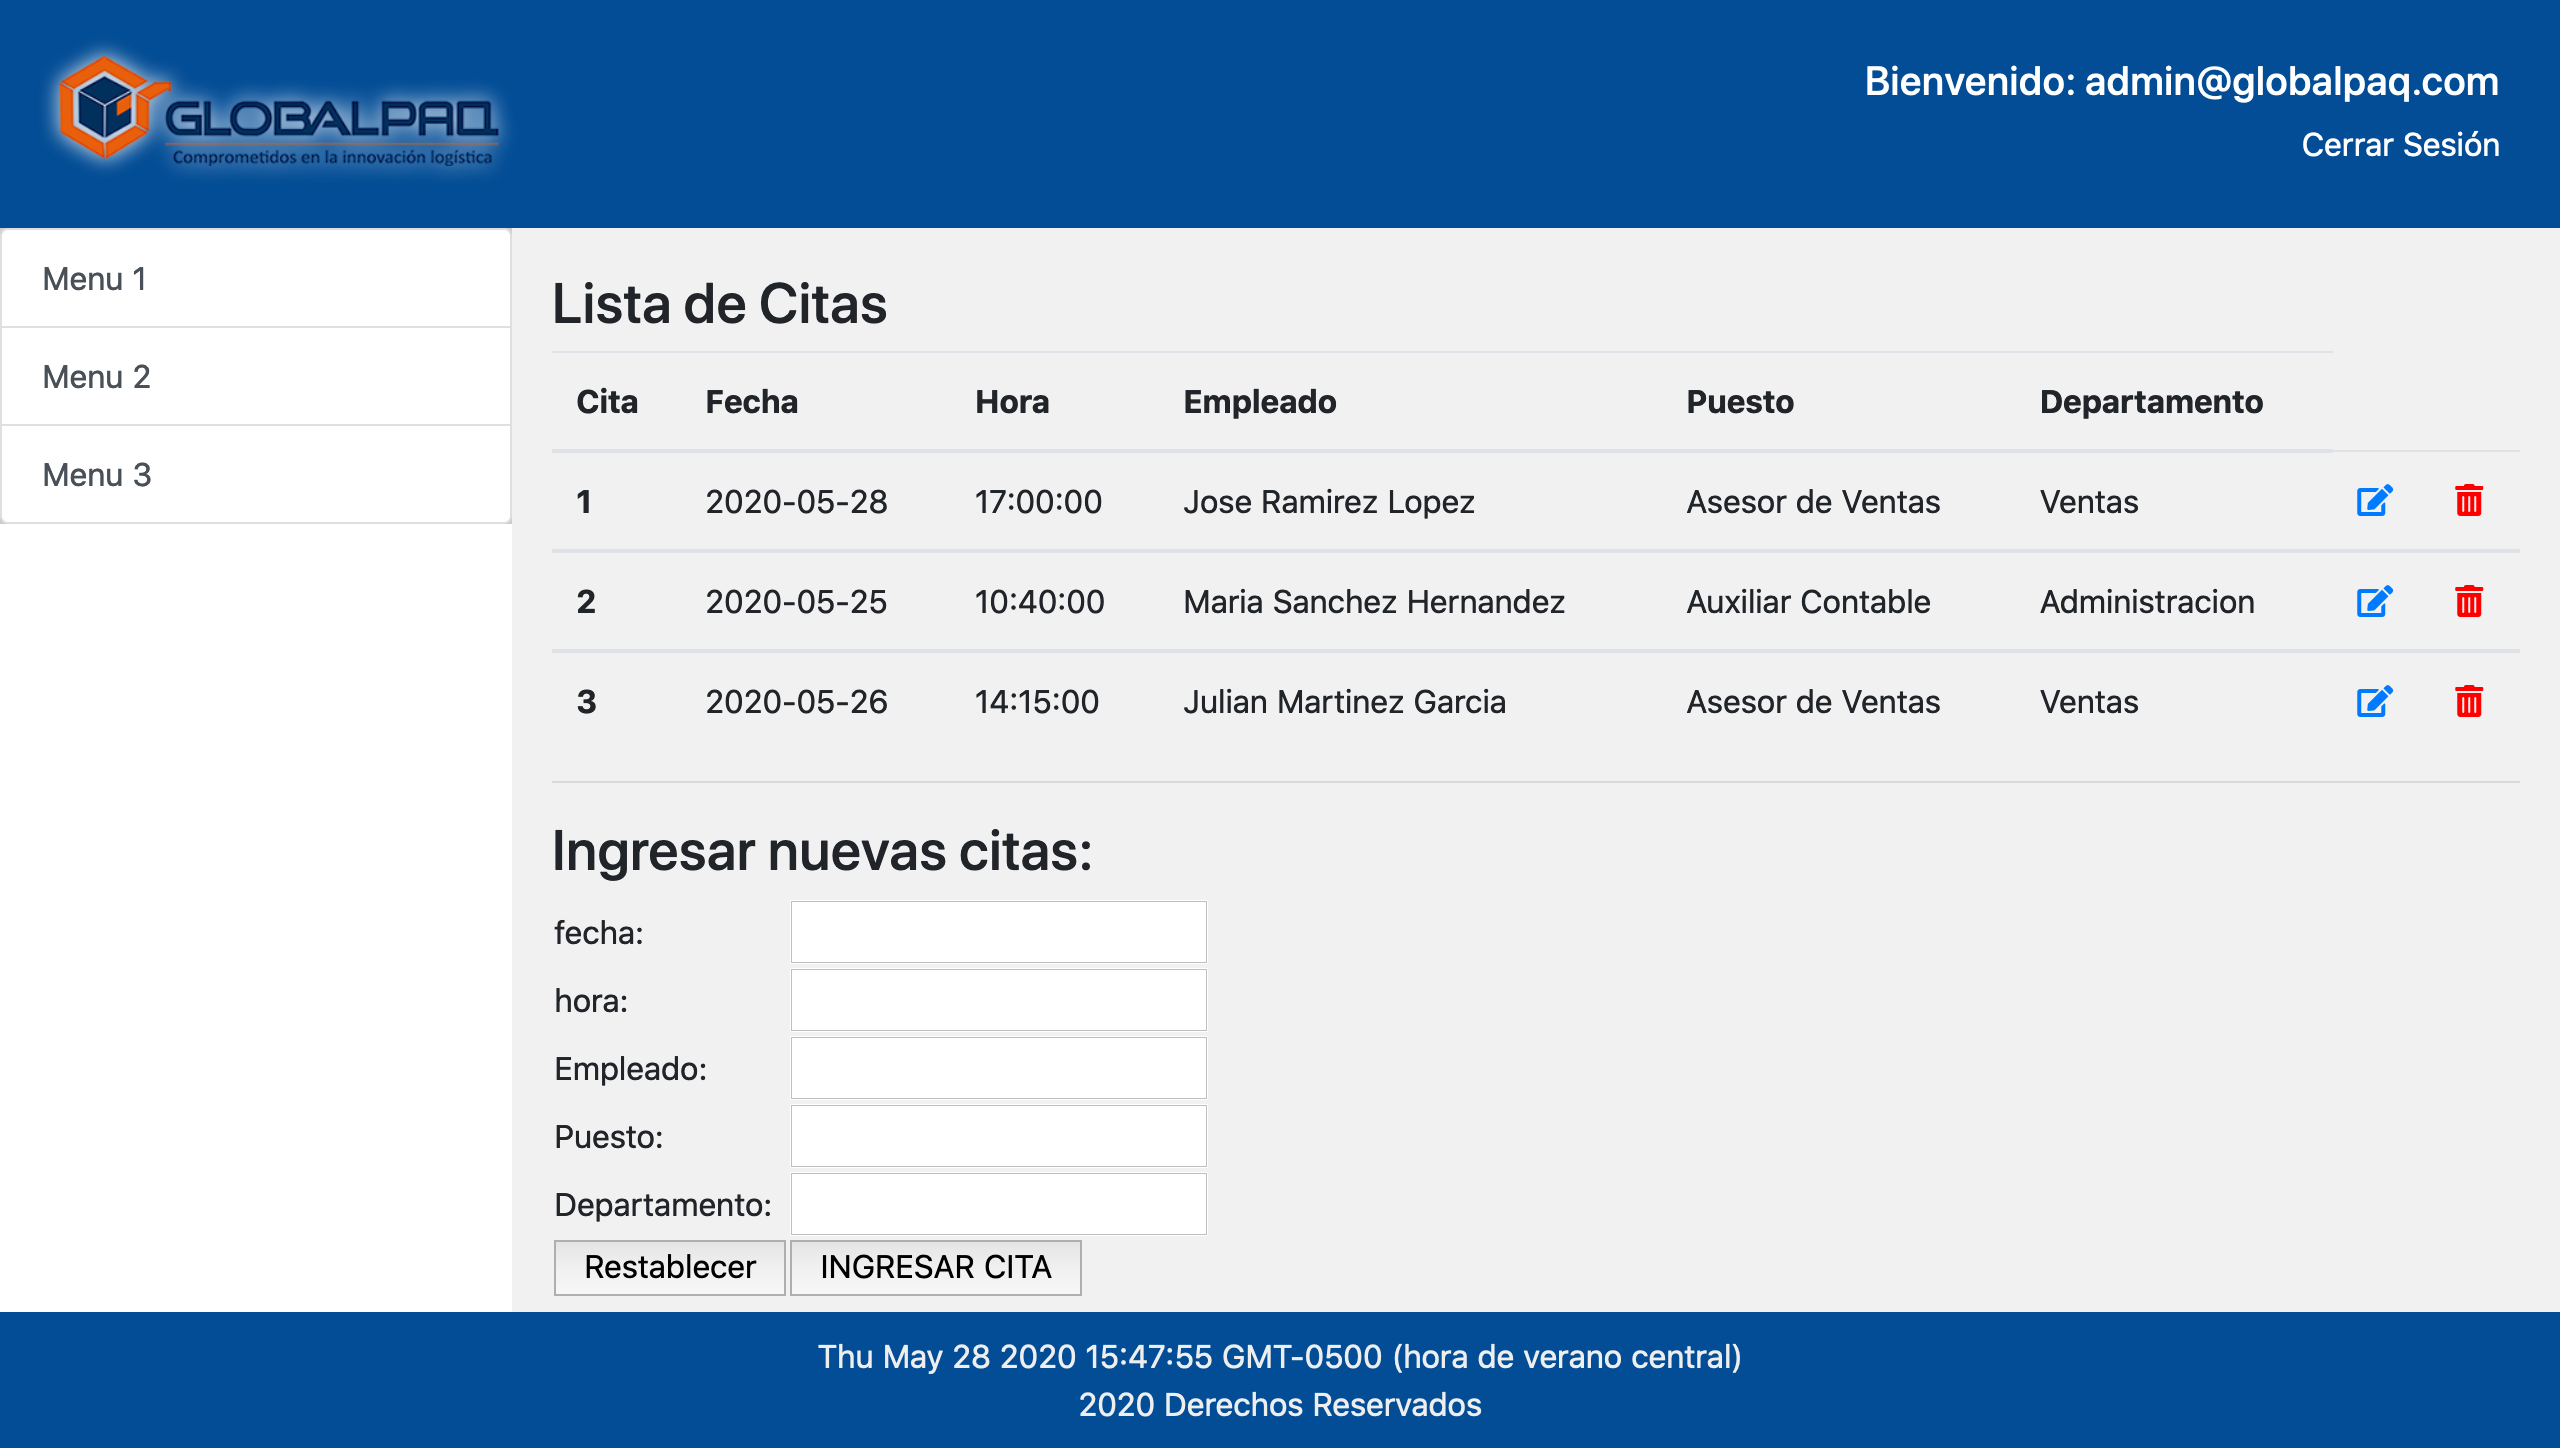 GLOBALPAQ
Comprometidos en la innovación logística
Bienvenido: admin@globalpaq.com
Cerrar Sesión
Menu 1
Menu 2
Menu 3
Lista de Citas
Cita Fecha Hora Empleado Puesto Departamento
1 2020-05-28 17:00:00 Jose Ramirez Lopez Asesor de Ventas Ventas
2 2020-05-25 10:40:00 Maria Sanchez Hernandez Auxiliar Contable Administracion
3 2020-05-26 14:15:00 Julian Martinez Garcia Asesor de Ventas Ventas
Ingresar nuevas citas:
fecha:
hora:
Empleado:
Puesto:
Departamento:
Restablecer INGRESAR CITA
Thu May 28 2020 15:47:55 GMT-0500 (hora de verano central)
2020 Derechos Reservados